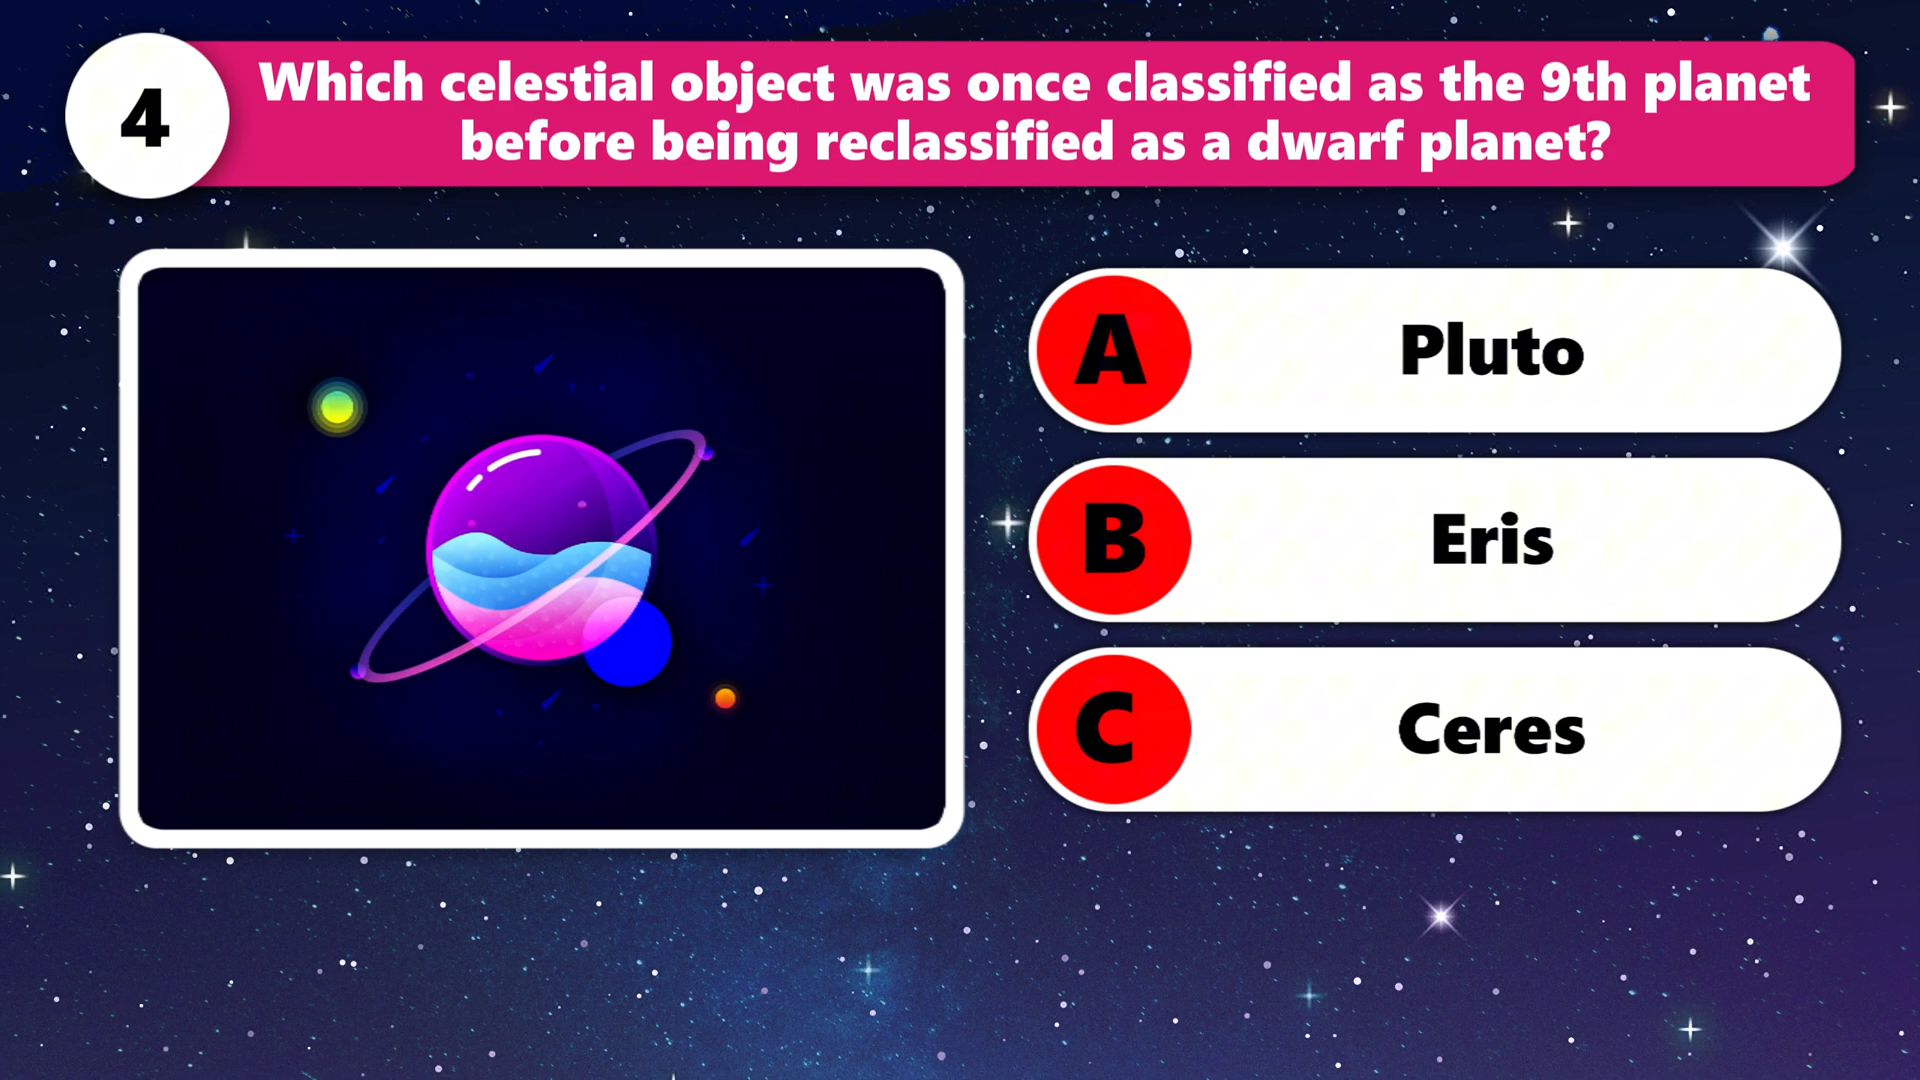 4
Which celestial object was once classified as the 9th planet
before being reclassified as a dwarf planet?
A
Pluto
B
Eris
C
Ceres